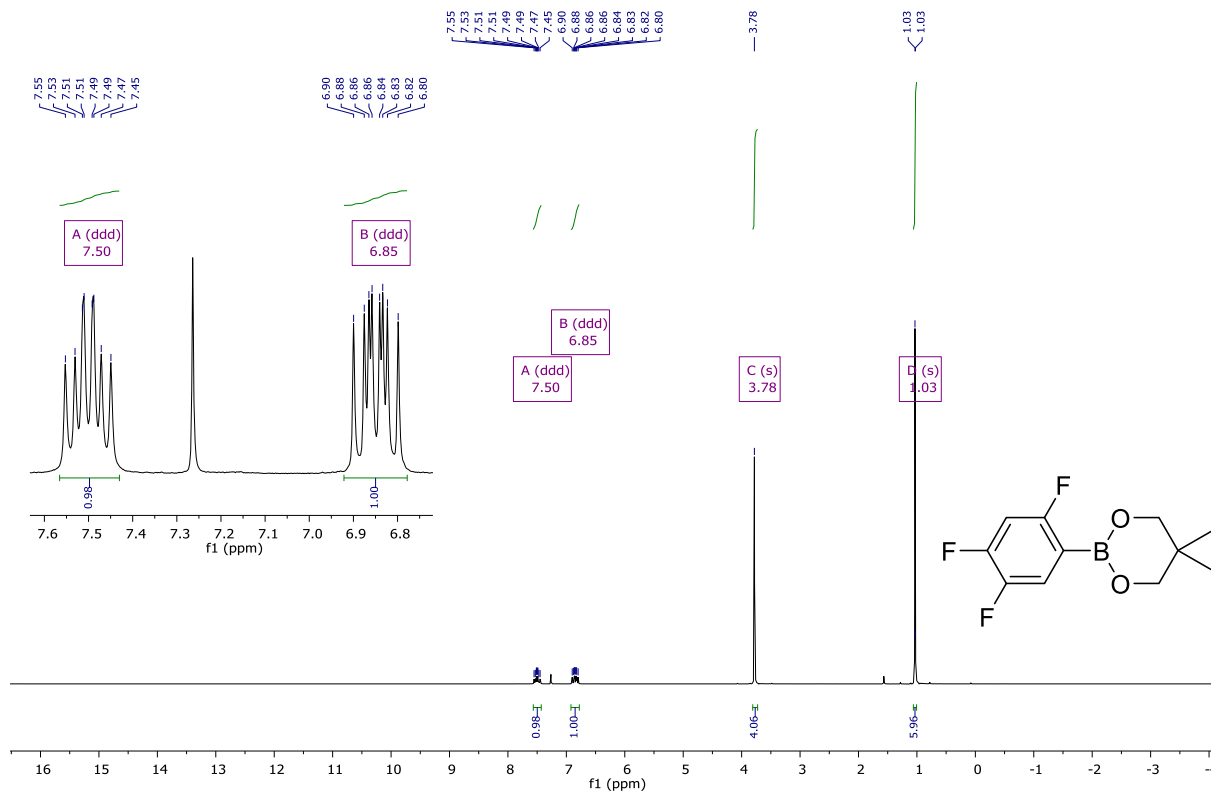 7.55 7.53 7.51 7.51 7.49 7.49 7.47 7.45 6.90 6.88 6.86 6.86 6.84 6.83 6.82 6.80 3.78 1.03 1.03
7.55 7.53 7.51 7.51 7.49 7.49 7.47 7.45 6.90 6.88 6.86 6.86 6.84 6.83 6.82 6.80
A (ddd)
7.50
B (ddd)
6.85
B (ddd)
6.85
A (ddd)
7.50
C (s)
3.78
D (s)
1.03
0.98 1.00
7.6 7.5 7.4 7.3 7.2 7.1 7.0 6.9 6.8
f1 (ppm)
F
F
F
B
O
O
0.98 1.00 4.06 5.96
16 15 14 13 12 11 10 9 8 7 6 5 4 3 2 1 0 -1 -2 -3 -4
f1 (ppm)